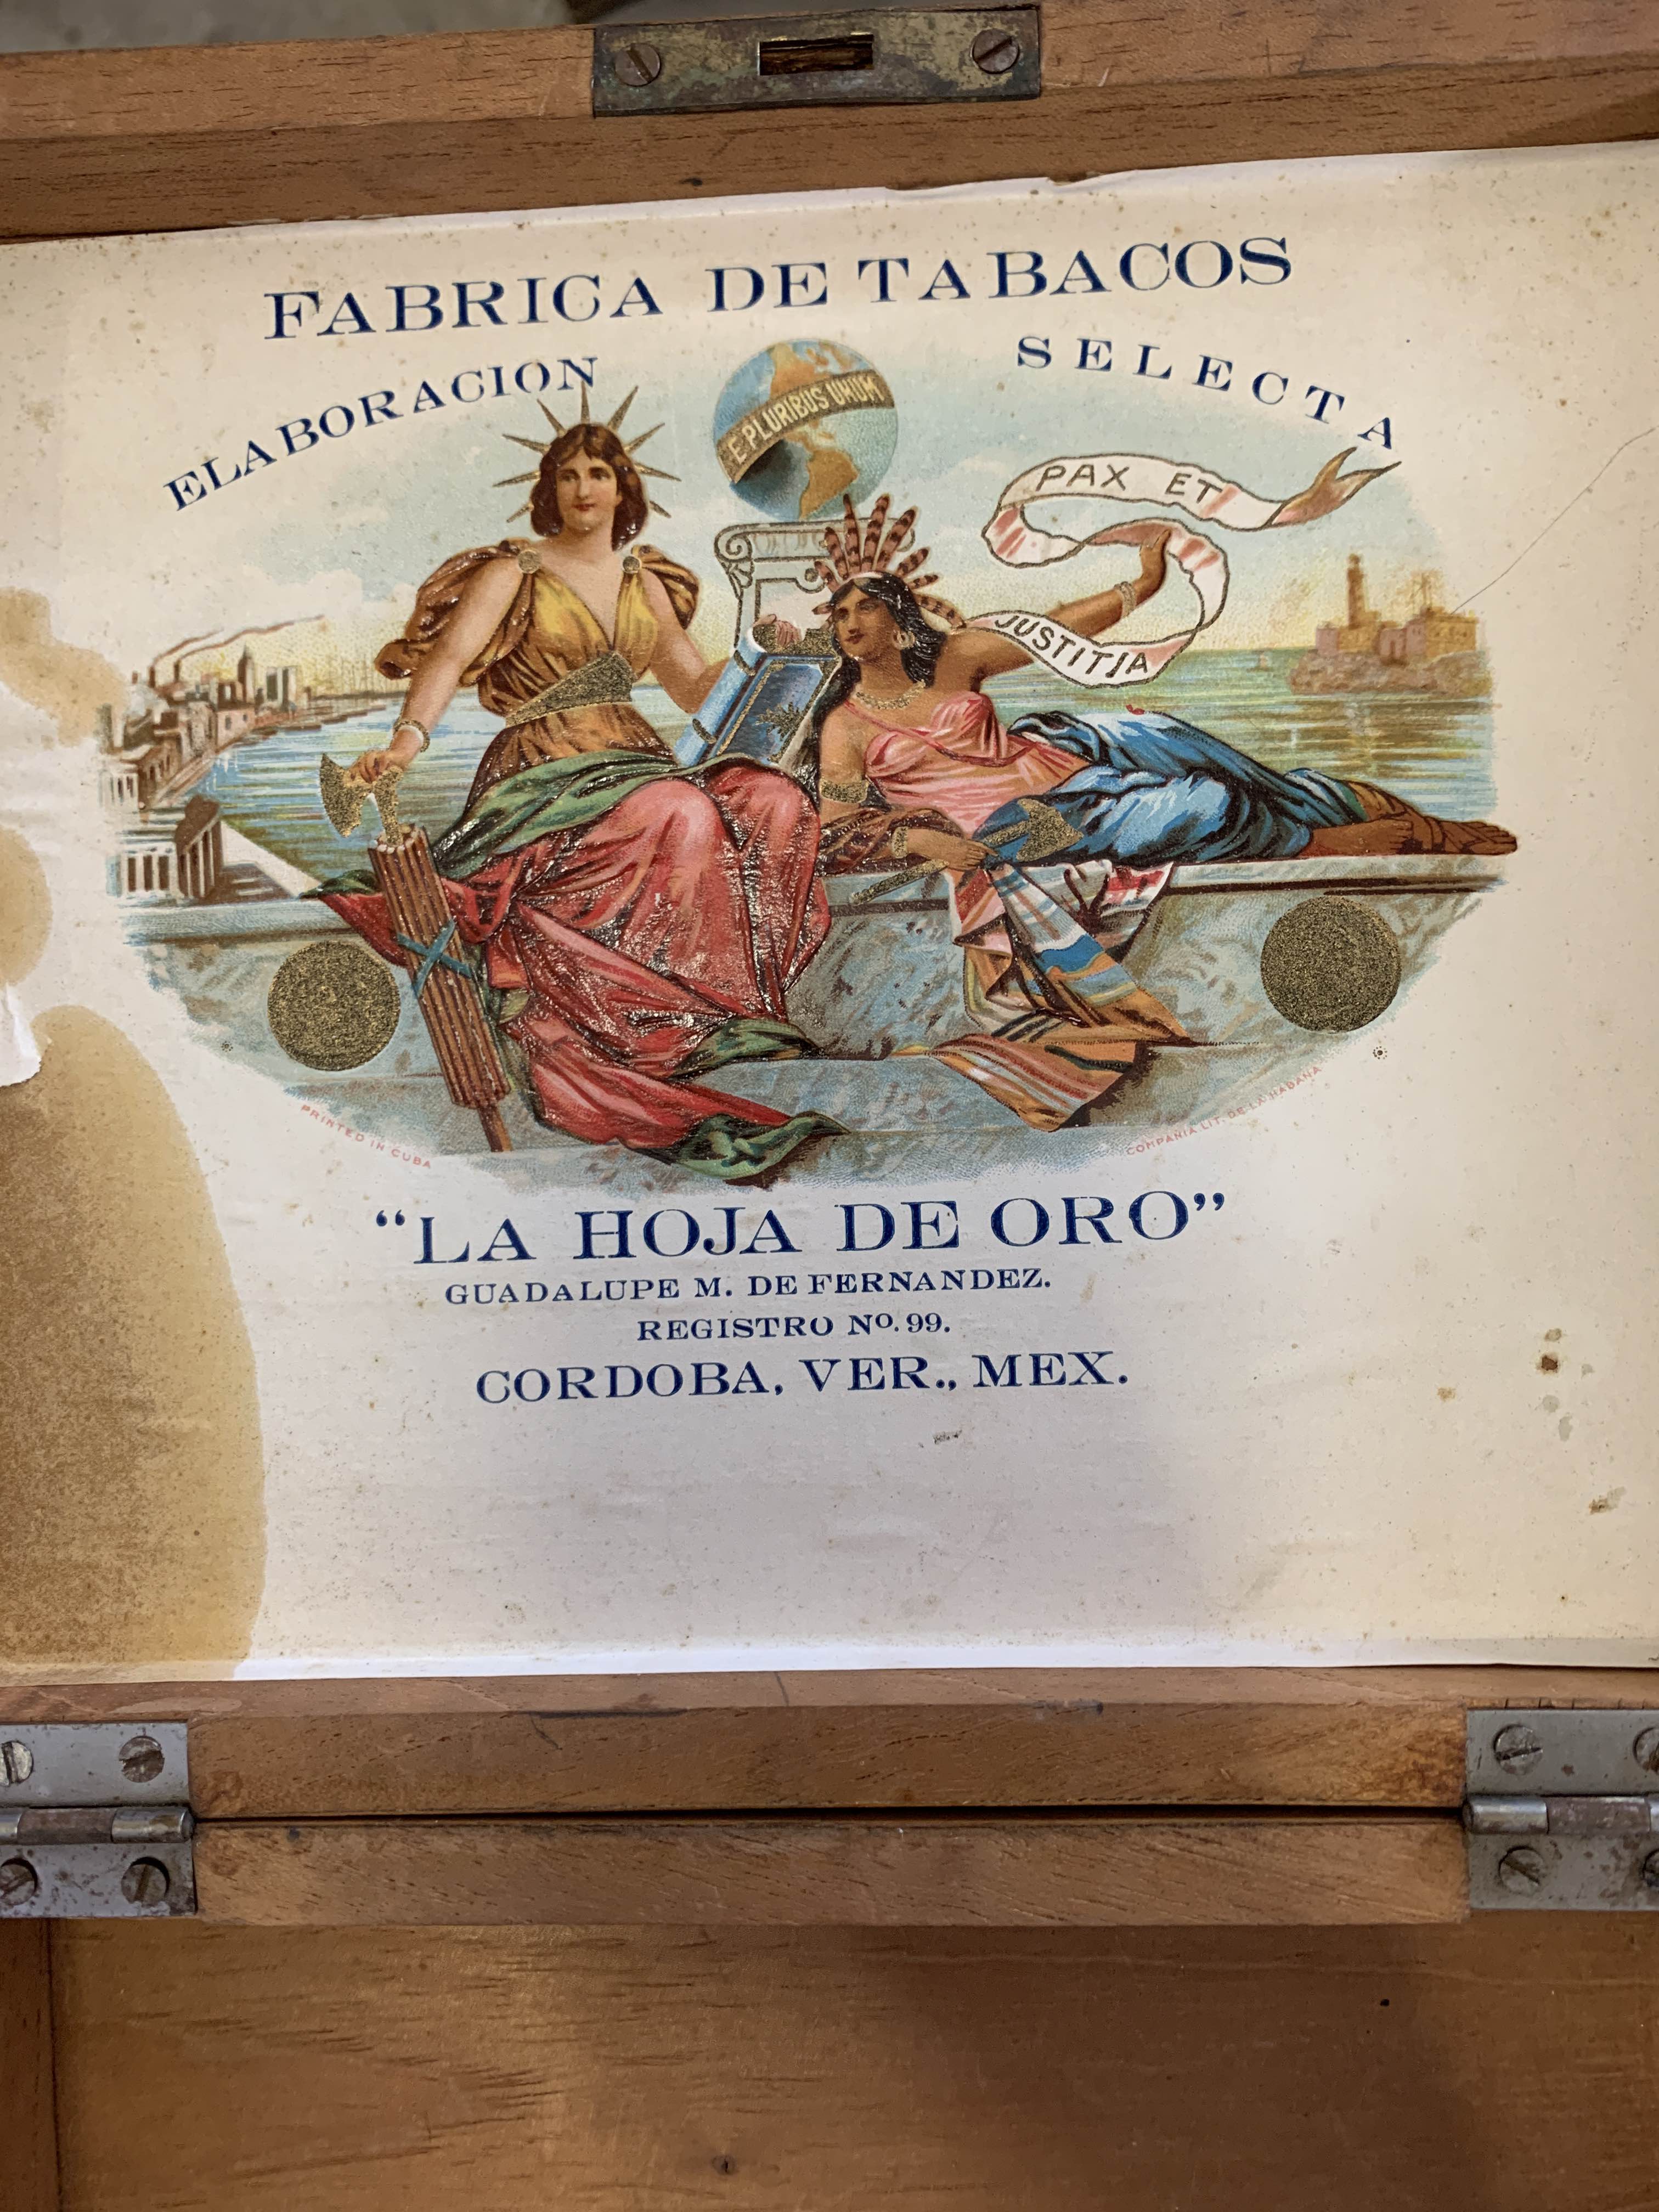 FABRICA DE TABACOS
ELABORACION SELECTA
E PLURIBUS UNUM
PAX ET
JUSTITIA
PRINTED IN CUBA
COMPAÑIA LIT. DE LA HABANA
"LA HOJA DE ORO"
GUADALUPE M. DE FERNANDEZ.
REGISTRO Nº. 99.
CORDOBA, VER., MEX.